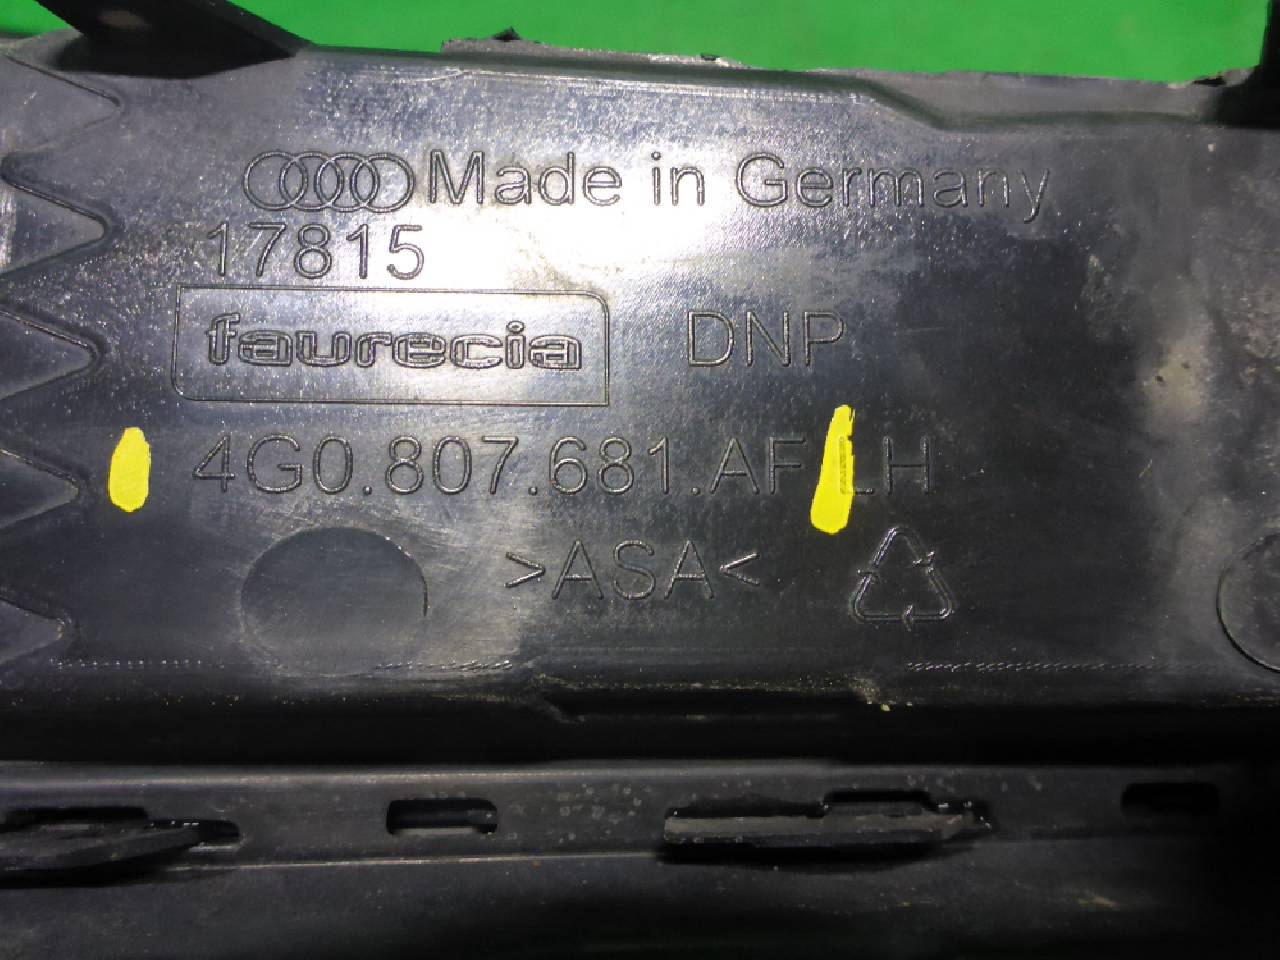 Made in Germany
17815
faurecia DNP
4G0.807.681.AF LH
>ASA<